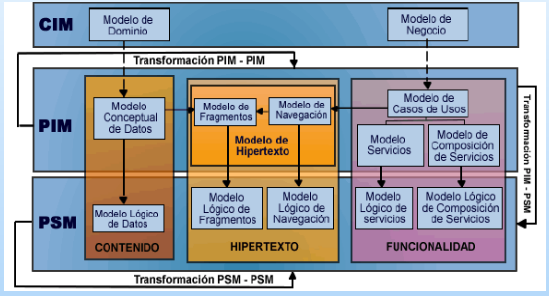 CIM
Modelo de
Dominio
Modelo de
Negocio
Transformación PIM - PIM
PIM
Modelo
Conceptual
de Datos
Modelo de
Fragmentos
Modelo de
Navegación
Modelo de
Hipertexto
Modelo de
Casos de Usos
Modelo
Servicios
Modelo de
Composición
de Servicios
Transformación PIM - PSM
PSM
Modelo Lógico
de Datos
Modelo
Lógico de
Fragmentos
Modelo
Lógico de
Navegación
Modelo
Lógico de
servicios
Modelo Lógico
de Composición
de Servicios
CONTENIDO
HIPERTEXTO
FUNCIONALIDAD
Transformación PSM - PSM